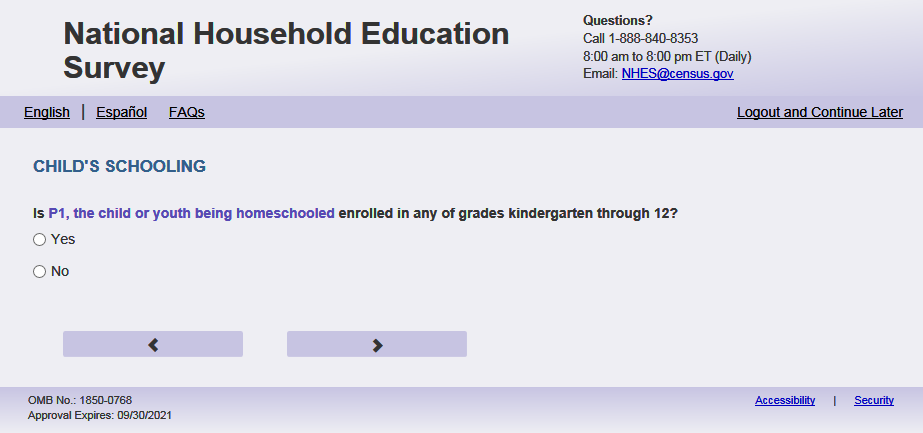 National Household Education
Survey
Questions?
Call 1-888-840-8353
8:00 am to 8:00 pm ET (Daily)
Email: NHES@census.gov
English | Español FAQs
Logout and Continue Later
CHILD'S SCHOOLING
Is P1, the child or youth being homeschooled enrolled in any of grades kindergarten through 12?
Yes
No
OMB No.: 1850-0768
Approval Expires: 09/30/2021
Accessibility | Security